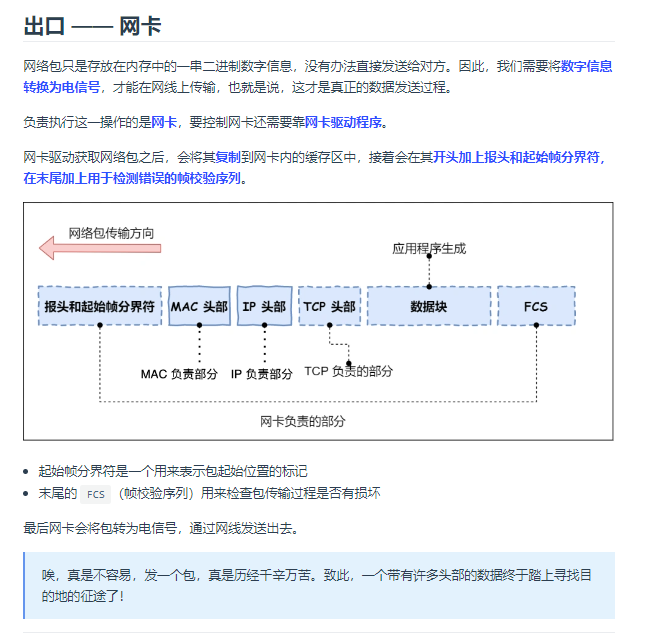 出口 —— 网卡
网络包只是存放在内存中的一串二进制数字信息，没有办法直接发送给对方。因此，我们需要将数字信息
转换为电信号，才能在网线上传输，也就是说，这才是真正的数据发送过程。
负责执行这一操作的是网卡，要控制网卡还需要靠网卡驱动程序。
网卡驱动获取网络包之后，会将其复制到网卡内的缓存区中，接着会在其开头加上报头和起始帧分界符，
在末尾加上用于检测错误的帧校验序列。
网络包传输方向
应用程序生成
报头和起始帧分界符 MAC 头部 IP 头部 TCP 头部 数据块 FCS
MAC 负责部分 IP 负责部分 TCP 负责的部分
网卡负责的部分
起始帧分界符是一个用来表示包起始位置的标记
末尾的 FCS （帧校验序列）用来检查包传输过程是否有损坏
最后网卡会将包转为电信号，通过网线发送出去。
唉，真是不容易，发一个包，真是历经千辛万苦。致此，一个带有许多头部的数据终于踏上寻找目
的地的征途了！